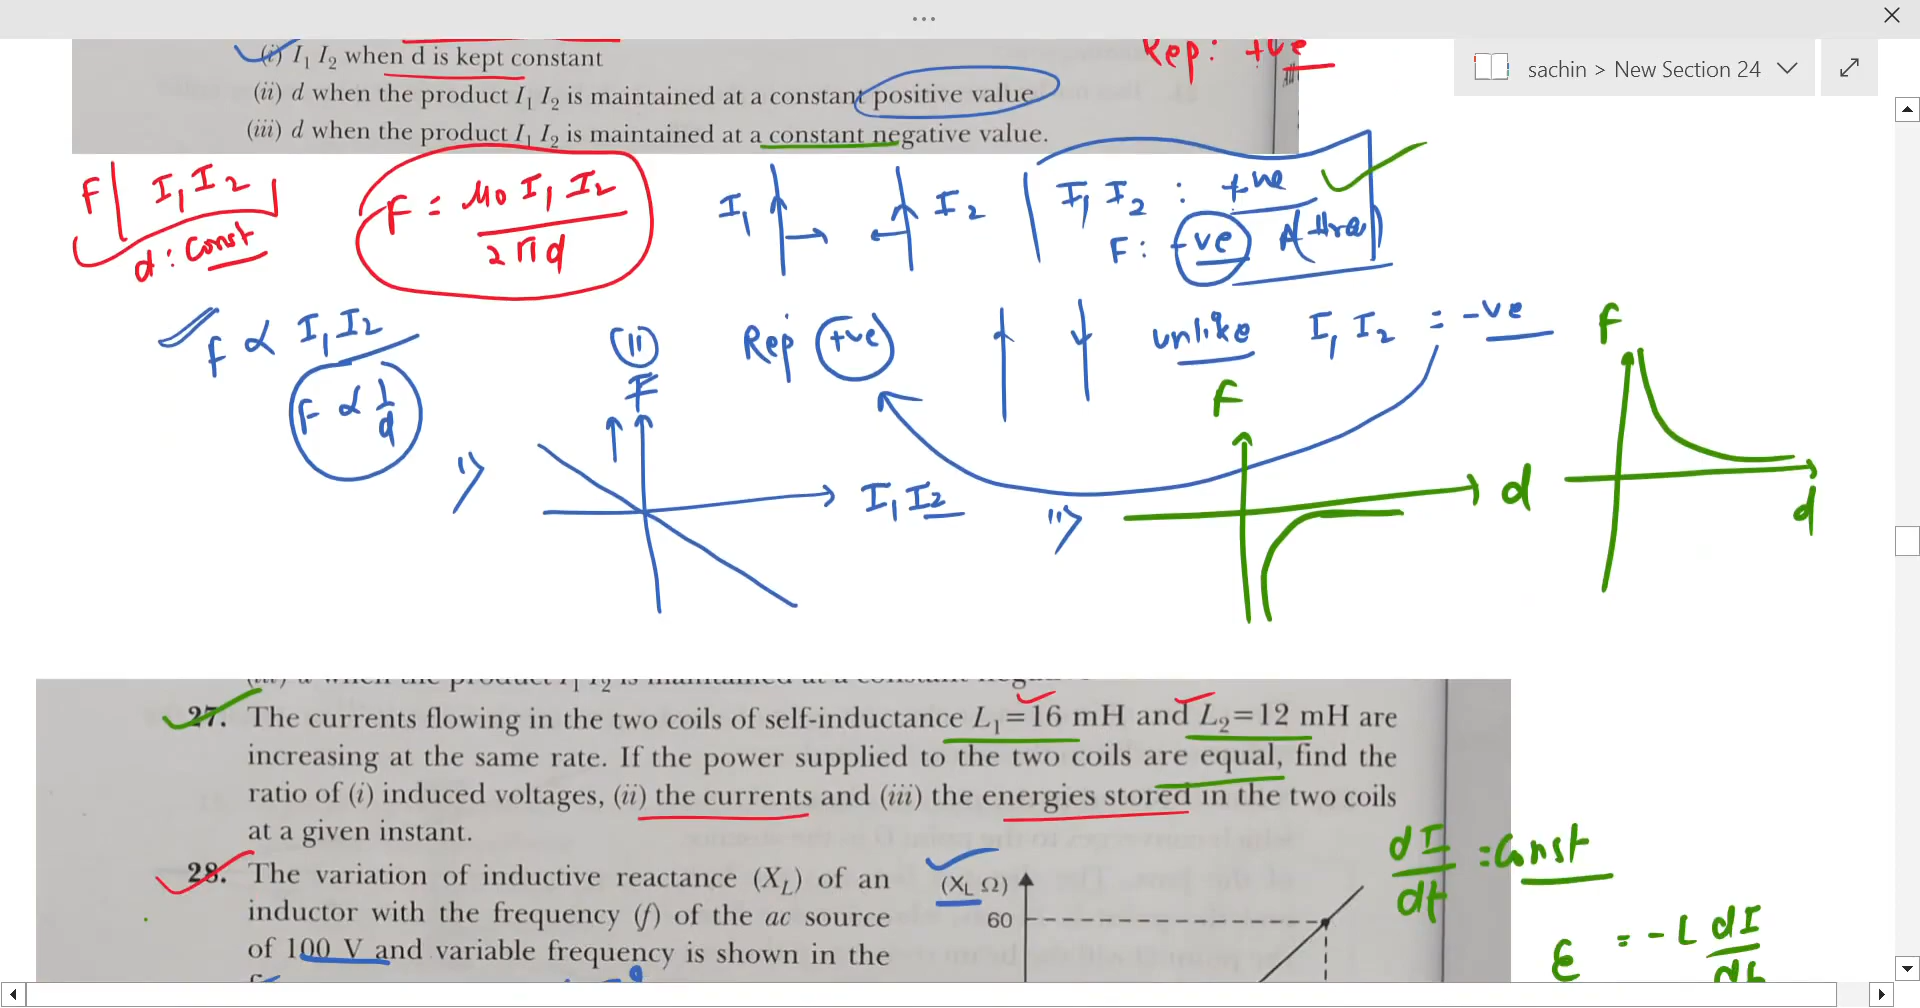 (i) I₁ I₂ when d is kept constant
Rep: +ve
sachin > New Section 24
(ii) d when the product I₁ I₂ is maintained at a constant positive value.
(iii) d when the product I₁ I₂ is maintained at a constant negative value.
F | I₁ I₂
d : Const
F = μ₀ I₁ I₂ / 2πd
I₁ I₂
I₁ I₂ : +ve
F : -ve
F ∝ I₁ I₂
F ∝ 1/d
(11)
F
Rep +ve
unlike I₁ I₂ = -ve
F
F
I₁ I₂
d
d
27. The currents flowing in the two coils of self-inductance L₁=16 mH and L₂=12 mH are
increasing at the same rate. If the power supplied to the two coils are equal, find the
ratio of (i) induced voltages, (ii) the currents and (iii) the energies stored in the two coils
at a given instant.
dI/dt = Const
28. The variation of inductive reactance (X_L) of an
(X_L Ω)
inductor with the frequency (f) of the ac source
60
of 100 V and variable frequency is shown in the
ε = -L dI/dt